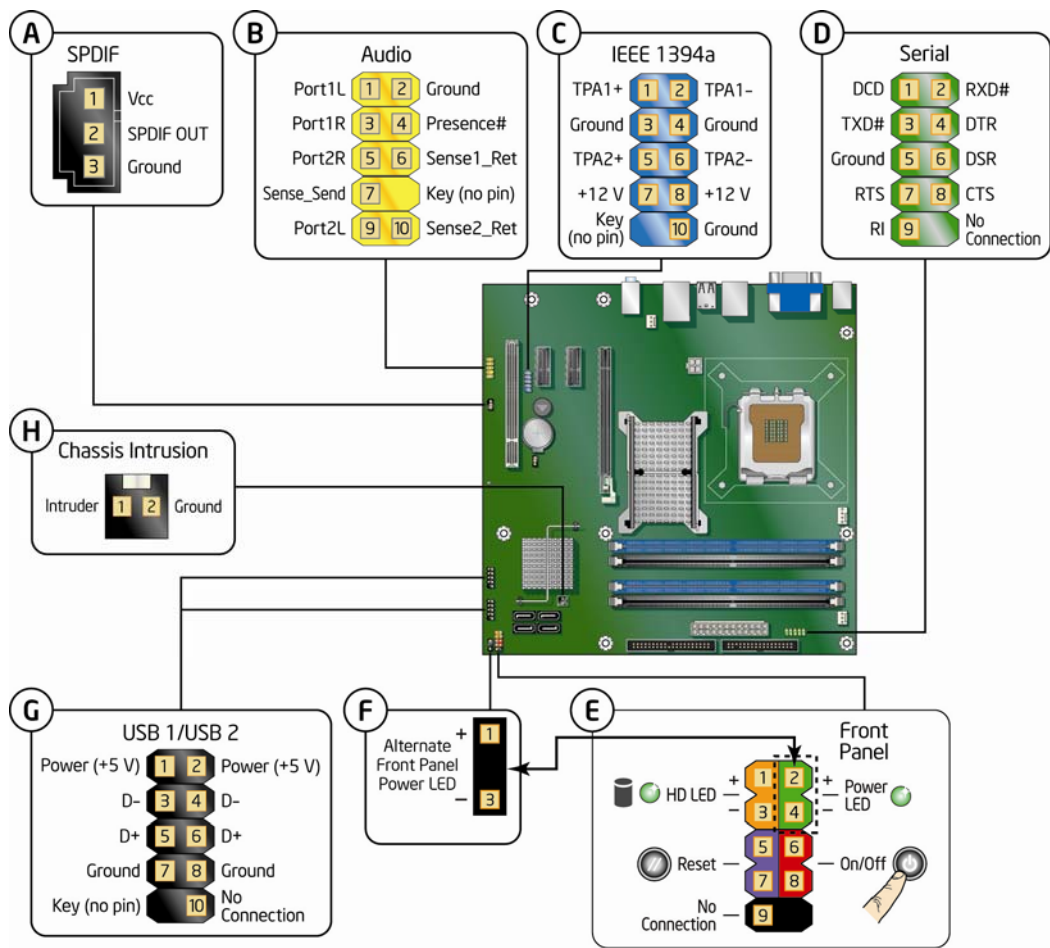 A
SPDIF
1 Vcc
2 SPDIF OUT
3 Ground
B
Audio
Port1L 1 2 Ground
Port1R 3 4 Presence#
Port2R 5 6 Sense1_Ret
Sense_Send 7 Key (no pin)
Port2L 9 10 Sense2_Ret
C
IEEE 1394a
TPA1+ 1 2 TPA1-
Ground 3 4 Ground
TPA2+ 5 6 TPA2-
+12 V 7 8 +12 V
Key
(no pin) 10 Ground
D
Serial
DCD 1 2 RXD#
TXD# 3 4 DTR
Ground 5 6 DSR
RTS 7 8 CTS
RI 9 No
Connection
H
Chassis Intrusion
Intruder 1 2 Ground
G
USB 1/USB 2
Power (+5 V) 1 2 Power (+5 V)
D- 3 4 D-
D+ 5 6 D+
Ground 7 8 Ground
Key (no pin) 10 No
Connection
F
+ 1
Alternate
Front Panel
Power LED
- 3
E
Front
Panel
+ 1 2 +
HD LED Power
LED
- 3 4 -
5 6
Reset On/Off
7 8
No
Connection 9